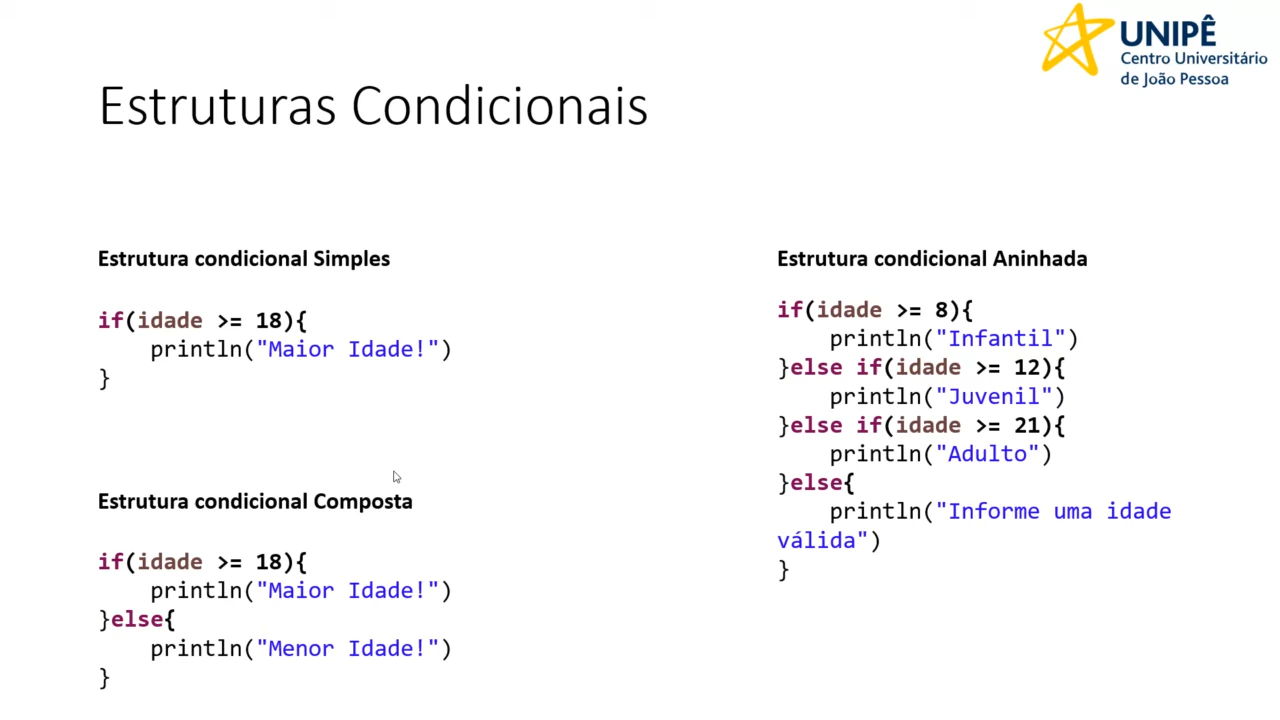 UNIPÊ
Centro Universitário
de João Pessoa
Estruturas Condicionais
Estrutura condicional Simples
if(idade >= 18){
    println("Maior Idade!")
}
Estrutura condicional Composta
if(idade >= 18){
    println("Maior Idade!")
}else{
    println("Menor Idade!")
}
Estrutura condicional Aninhada
if(idade >= 8){
    println("Infantil")
}else if(idade >= 12){
    println("Juvenil")
}else if(idade >= 21){
    println("Adulto")
}else{
    println("Informe uma idade
válida")
}